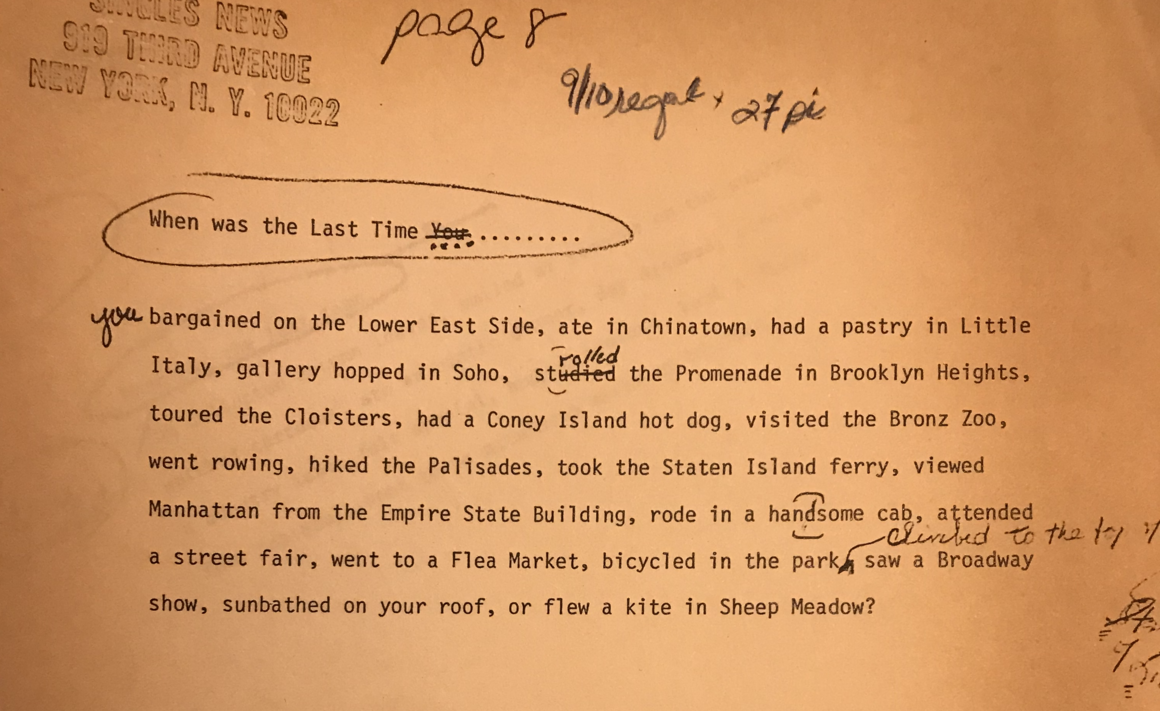 SINGLES NEWS
919 THIRD AVENUE
NEW YORK, N. Y. 10022
page 8
9/10 regal x 27 pi
When was the Last Time You.........
you bargained on the Lower East Side, ate in Chinatown, had a pastry in Little
rolled
Italy, gallery hopped in Soho, studied the Promenade in Brooklyn Heights,
toured the Cloisters, had a Coney Island hot dog, visited the Bronz Zoo,
went rowing, hiked the Palisades, took the Staten Island ferry, viewed
Manhattan from the Empire State Building, rode in a handsome cab, attended
climbed to the top
a street fair, went to a Flea Market, bicycled in the park, saw a Broadway
show, sunbathed on your roof, or flew a kite in Sheep Meadow?